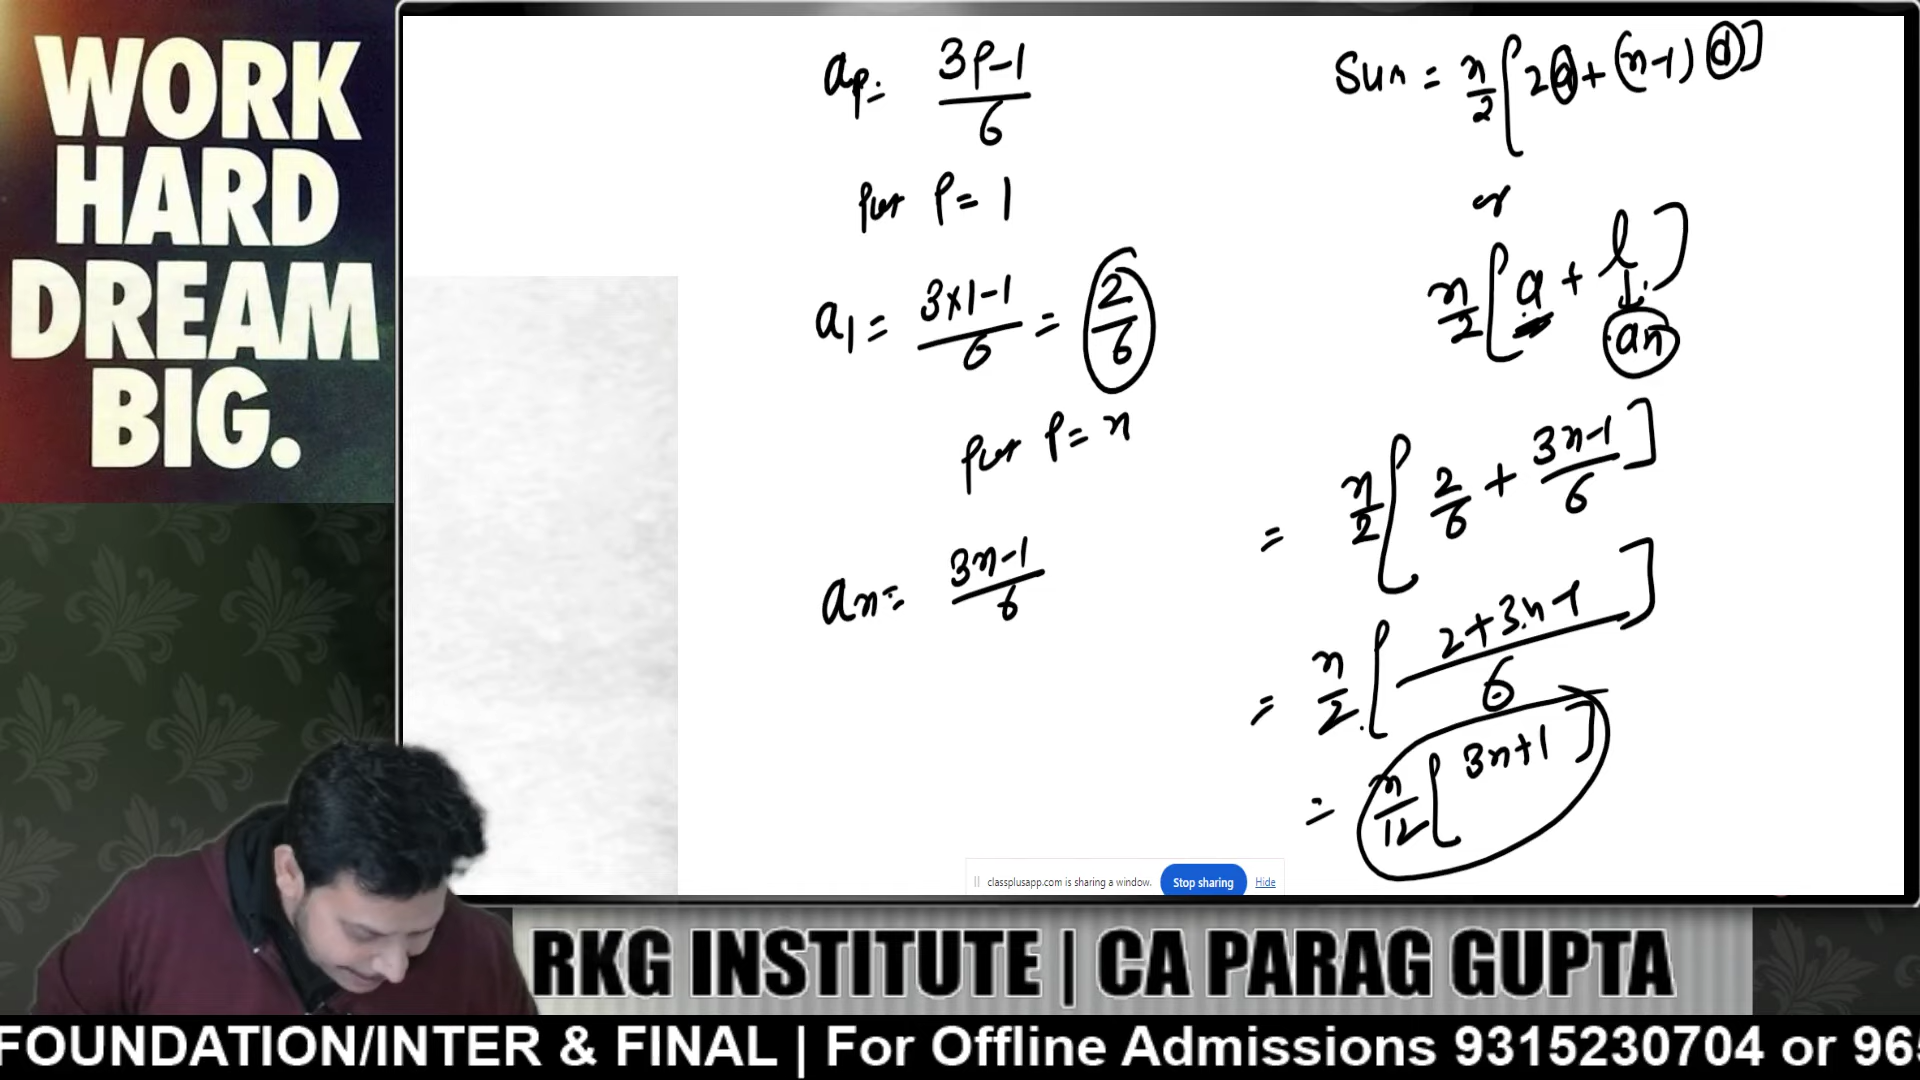 WORK
HARD
DREAM
BIG.
ap = (3P-1)/6
Put P = 1
a1 = (3×1-1)/6 = 2/6
Put P = n
an = (3n-1)/6
Sum = n/2 [2a + (n-1) d]
or
n/2 [a + l]
an
= n/2 [2/6 + (3n-1)/6]
= n/2 [(2+3n-1)/6]
= n/12 [3n+1]
classplusapp.com is sharing a window. Stop sharing Hide
RKG INSTITUTE | CA PARAG GUPTA
FOUNDATION/INTER & FINAL | For Offline Admissions 9315230704 or 965